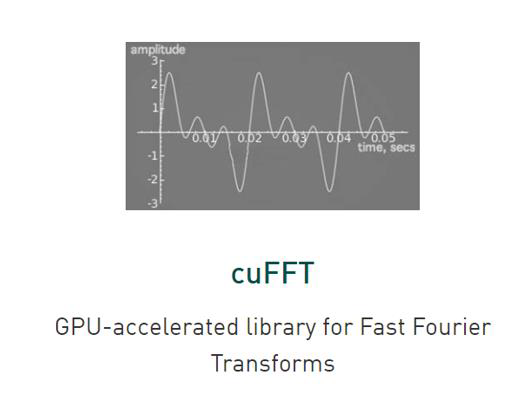 amplitude
3
2
1
0.01 0.02 0.03 0.04 0.05
time, secs
-1
-2
-3
cuFFT
GPU-accelerated library for Fast Fourier
Transforms